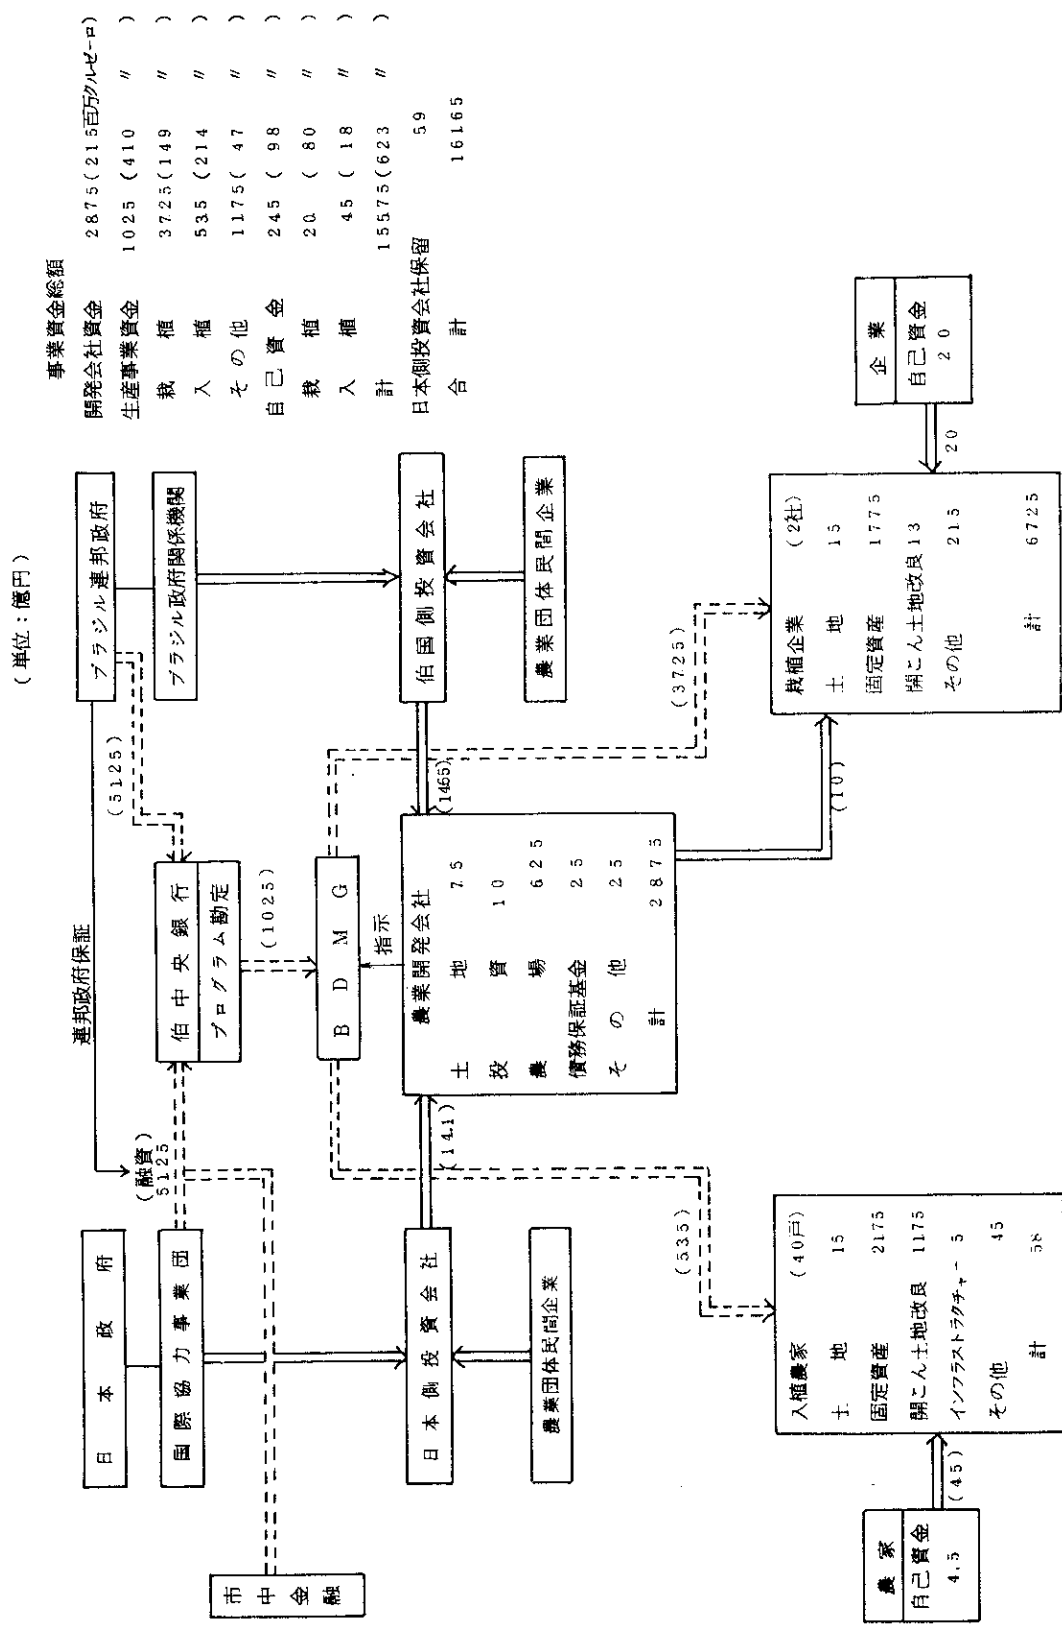 (単位:億円)
日本政府
国際協力事業団
市中金融
連邦政府保証
(融資)
5125
伯中央銀行
プログラム勘定
(5125)
ブラジル連邦政府
ブラジル政府関係機関
(1025)
BDMG
指示
日本側投資会社
農業団体民間企業
(14.1)
農業開発会社
土地 7.5
投資 10
農場 625
債務保証基金 25
その他 25
計 2875
(1465)
伯国側投資会社
農業団体民間企業
(535)
(3725)
(10)
農家
自己資金
4.5
(45)
入植農家 (40戸)
土地 15
固定資産 2175
開こん土地改良 1175
インフラストラクチャー 5
その他 45
計 58
栽植企業 (2社)
土地 15
固定資産 1775
開こん土地改良 13
その他 215
計 6725
20
企業
自己資金
20
事業資金総額
開発会社資金 2875(215百万クルゼーロ)
生産事業資金 1025(410 〃 )
栽植 3725(149 〃 )
入植 535(214 〃 )
その他 1175( 47 〃 )
自己資金 245( 98 〃 )
栽植 20( 80 〃 )
入植 45( 18 〃 )
計 15575(623 〃 )
日本側投資会社保留 5.9
合計 16165